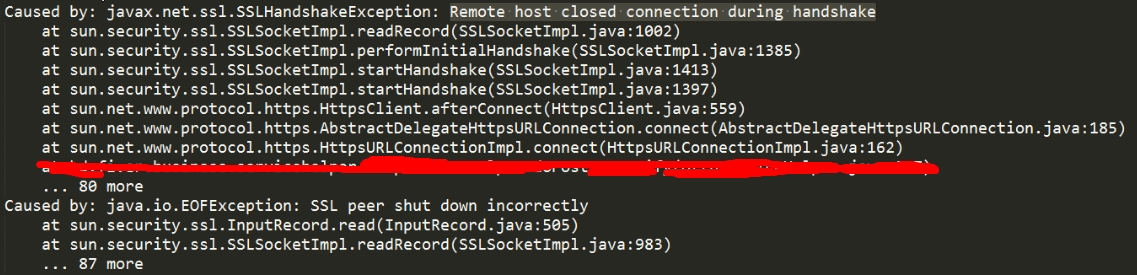 Caused by: javax.net.ssl.SSLHandshakeException: Remote host closed connection during handshake
at sun.security.ssl.SSLSocketImpl.readRecord(SSLSocketImpl.java:1002)
at sun.security.ssl.SSLSocketImpl.performInitialHandshake(SSLSocketImpl.java:1385)
at sun.security.ssl.SSLSocketImpl.startHandshake(SSLSocketImpl.java:1413)
at sun.security.ssl.SSLSocketImpl.startHandshake(SSLSocketImpl.java:1397)
at sun.net.www.protocol.https.HttpsClient.afterConnect(HttpsClient.java:559)
at sun.net.www.protocol.https.AbstractDelegateHttpsURLConnection.connect(AbstractDelegateHttpsURLConnection.java:185)
at sun.net.www.protocol.https.HttpsURLConnectionImpl.connect(HttpsURLConnectionImpl.java:162)
... 80 more
Caused by: java.io.EOFException: SSL peer shut down incorrectly
at sun.security.ssl.InputRecord.read(InputRecord.java:505)
at sun.security.ssl.SSLSocketImpl.readRecord(SSLSocketImpl.java:983)
... 87 more